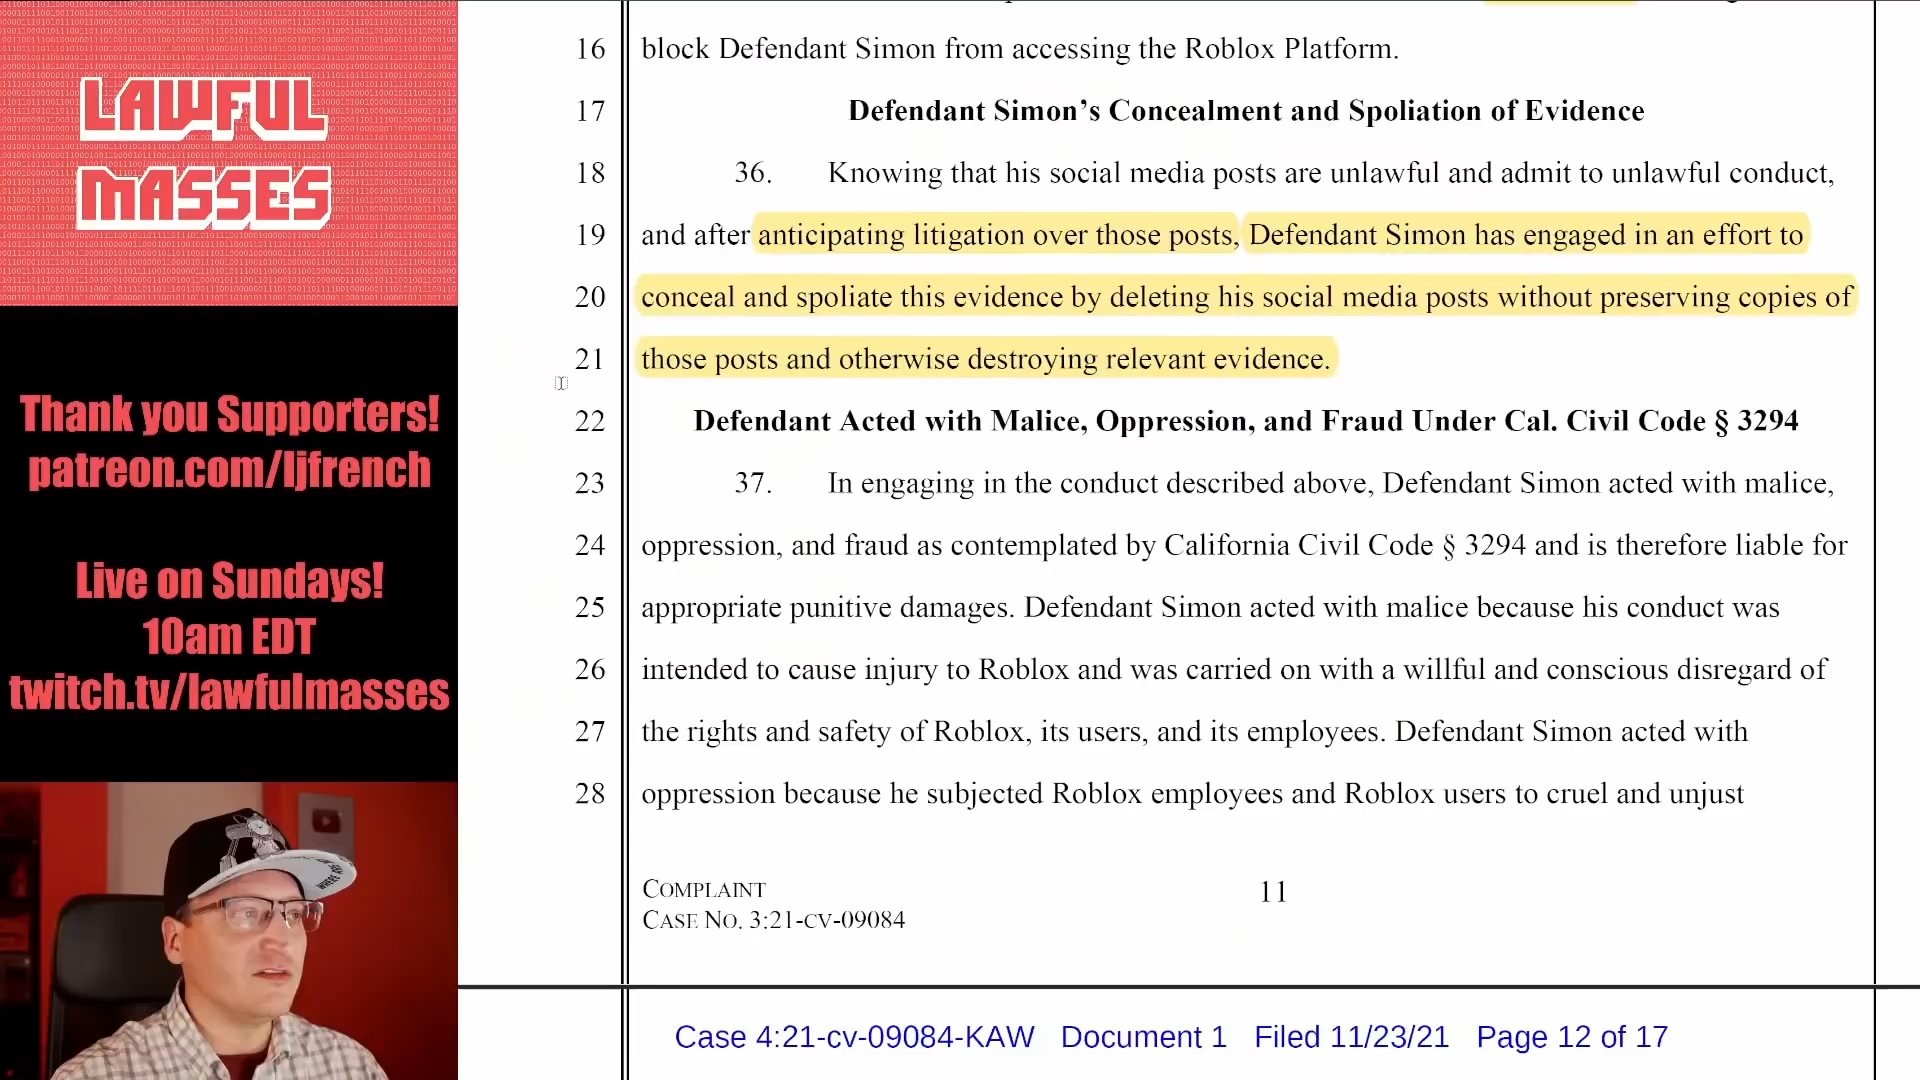 LAWFUL
MASSES
Thank you Supporters!
patreon.com/ljfrench
Live on Sundays!
10am EDT
twitch.tv/lawfulmasses
16 block Defendant Simon from accessing the Roblox Platform.
17 Defendant Simon’s Concealment and Spoliation of Evidence
18 36. Knowing that his social media posts are unlawful and admit to unlawful conduct,
19 and after anticipating litigation over those posts, Defendant Simon has engaged in an effort to
20 conceal and spoliate this evidence by deleting his social media posts without preserving copies of
21 those posts and otherwise destroying relevant evidence.
22 Defendant Acted with Malice, Oppression, and Fraud Under Cal. Civil Code § 3294
23 37. In engaging in the conduct described above, Defendant Simon acted with malice,
24 oppression, and fraud as contemplated by California Civil Code § 3294 and is therefore liable for
25 appropriate punitive damages. Defendant Simon acted with malice because his conduct was
26 intended to cause injury to Roblox and was carried on with a willful and conscious disregard of
27 the rights and safety of Roblox, its users, and its employees. Defendant Simon acted with
28 oppression because he subjected Roblox employees and Roblox users to cruel and unjust
COMPLAINT 11
CASE NO. 3:21-CV-09084
Case 4:21-cv-09084-KAW Document 1 Filed 11/23/21 Page 12 of 17